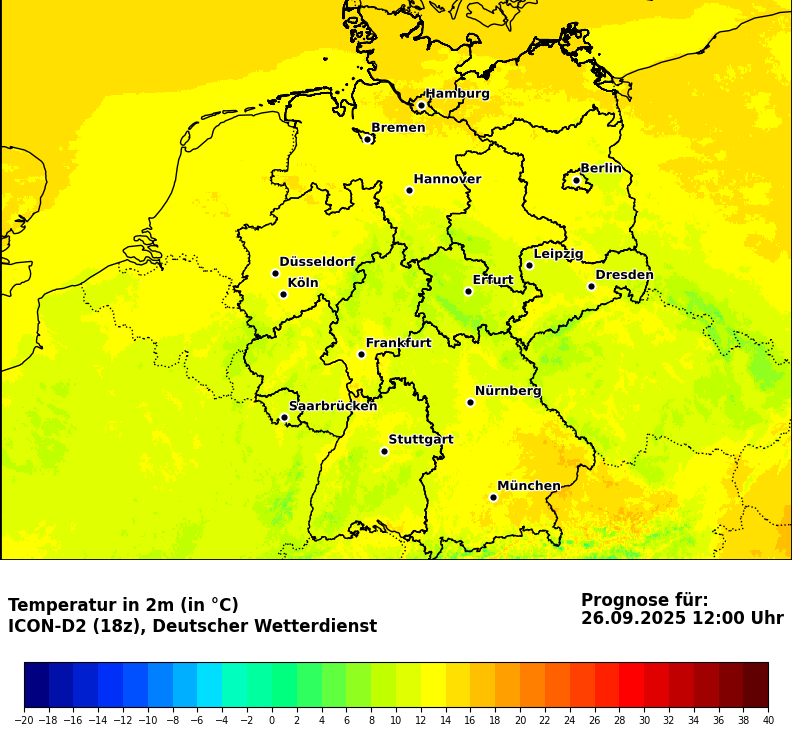 Hamburg
Bremen
Berlin
Hannover
Leipzig
Düsseldorf
Dresden
Köln
Erfurt
Frankfurt
Nürnberg
Saarbrücken
Stuttgart
München
Temperatur in 2m (in °C)
ICON-D2 (18z), Deutscher Wetterdienst
Prognose für:
26.09.2025 12:00 Uhr
−20 −18 −16 −14 −12 −10 −8 −6 −4 −2 0 2 4 6 8 10 12 14 16 18 20 22 24 26 28 30 32 34 36 38 40